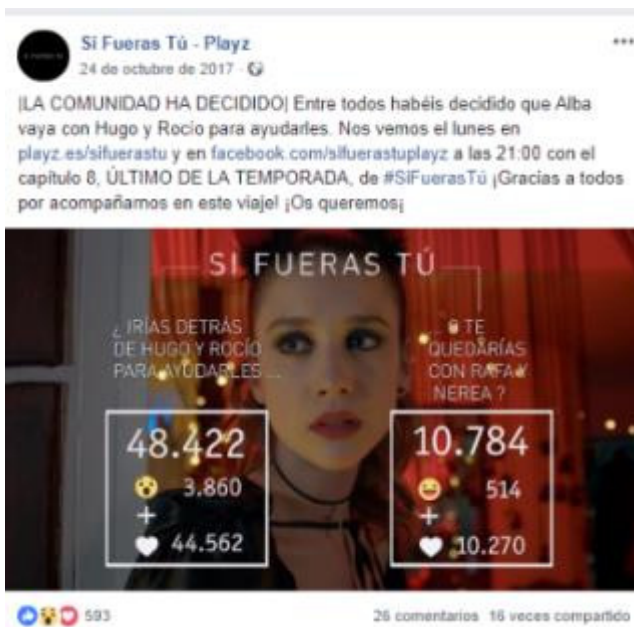 Sí Fueras Tú - Playz
24 de octubre de 2017
|LA COMUNIDAD HA DECIDIDO| Entre todos habéis decidido que Alba
vaya con Hugo y Rocío para ayudarles. Nos vemos el lunes en
playz.es/sifuerastu y en facebook.com/sifuerastuplayz a las 21:00 con el
capítulo 8, ÚLTIMO DE LA TEMPORADA, de #SiFuerasTú ¡Gracias a todos
por acompañarnos en este viaje! ¡Os queremos¡
SI FUERAS TÚ
¿ IRÍAS DETRÁS
DE HUGO Y ROCÍO
PARA AYUDARLES ...
48.422
3.860
+
44.562
... O TE
QUEDARÍAS
CON RAFA Y
NEREA ?
10.784
514
+
10.270
593
26 comentarios 16 veces compartido